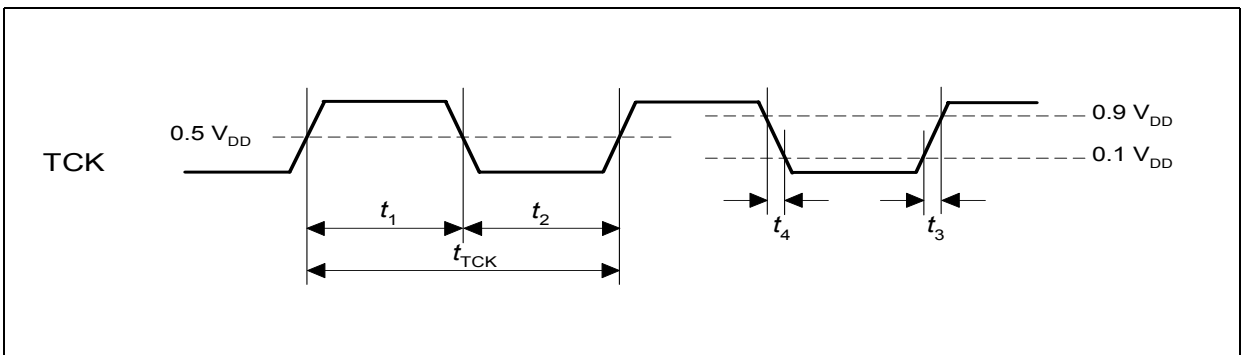 0.9 V_DD
0.5 V_DD
TCK
0.1 V_DD
t_1
t_2
t_4
t_3
t_TCK